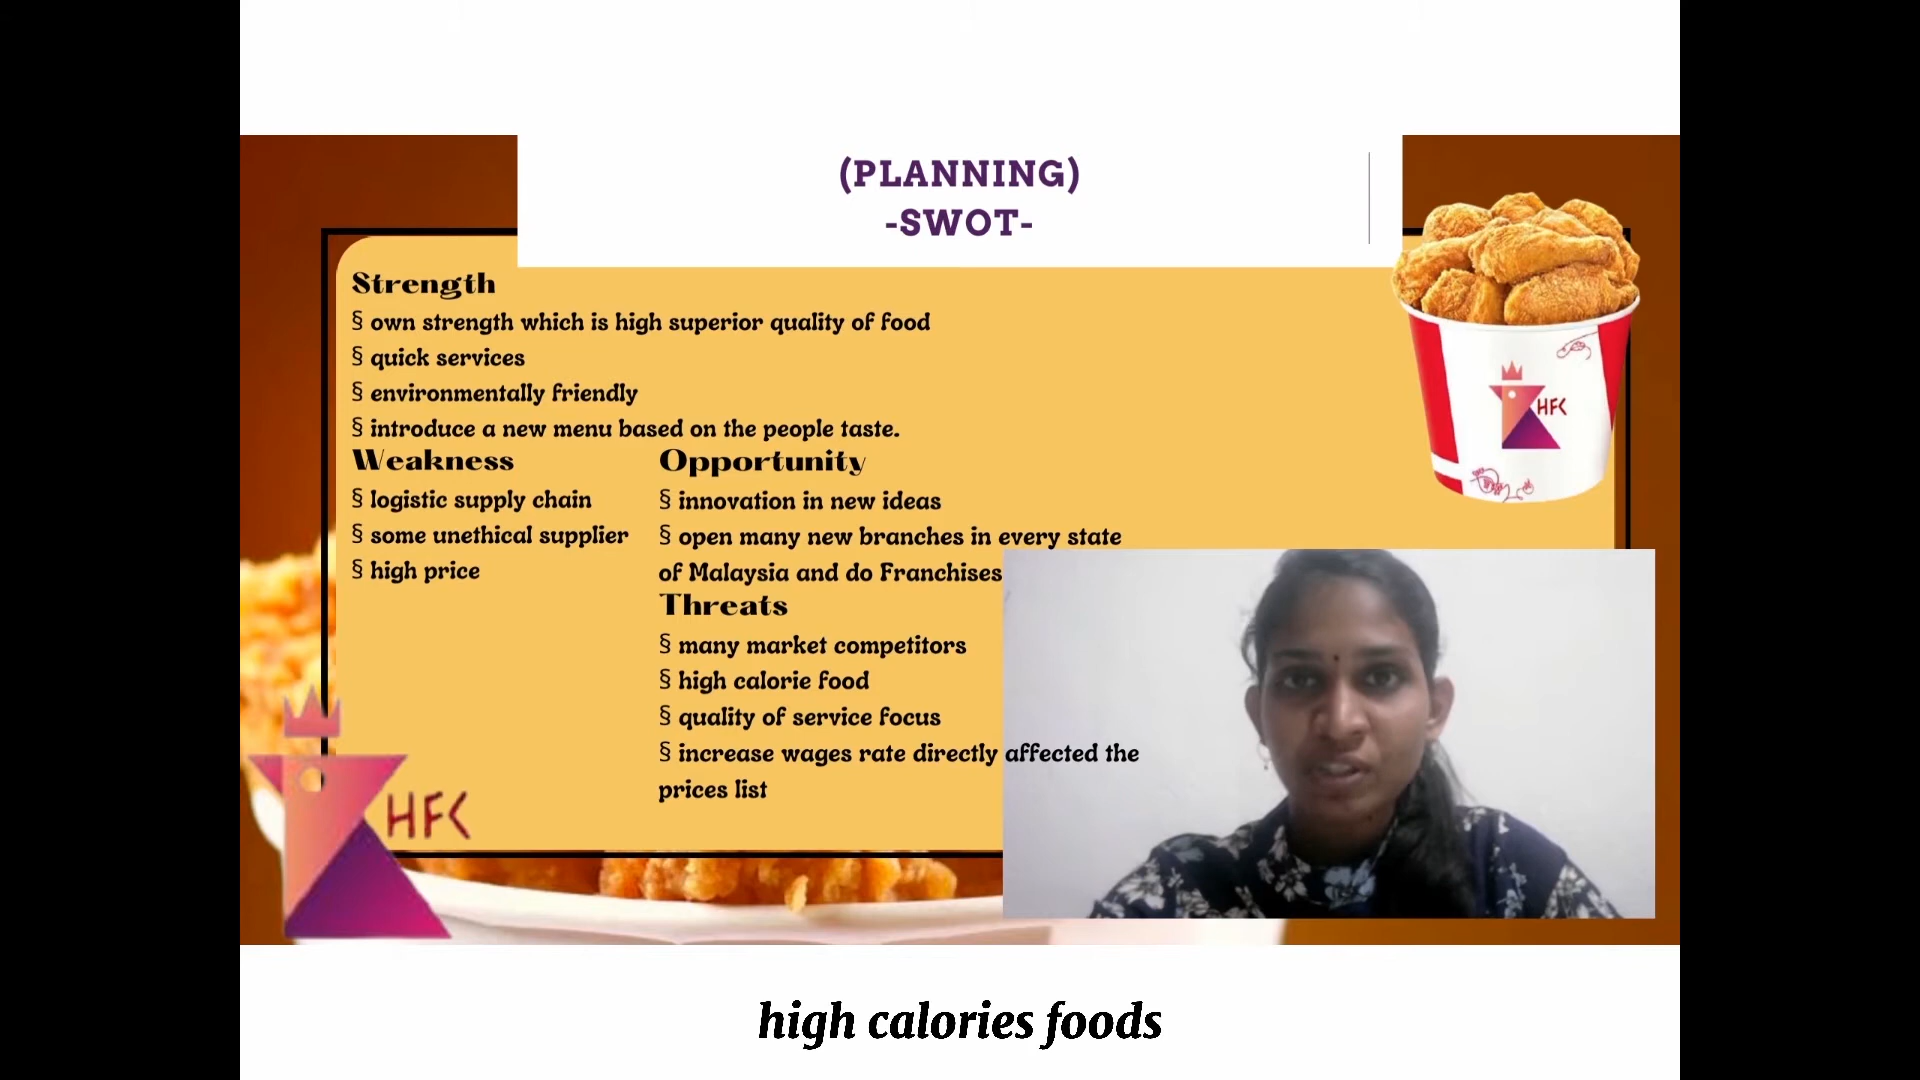 (PLANNING)
-SWOT-
Strength
§ own strength which is high superior quality of food
§ quick services
§ environmentally friendly
§ introduce a new menu based on the people taste.
Weakness
§ logistic supply chain
§ some unethical supplier
§ high price
Opportunity
§ innovation in new ideas
§ open many new branches in every state
of Malaysia and do Franchises
Threats
§ many market competitors
§ high calorie food
§ quality of service focus
§ increase wages rate directly affected the
prices list
HFC
HFC
high calories foods